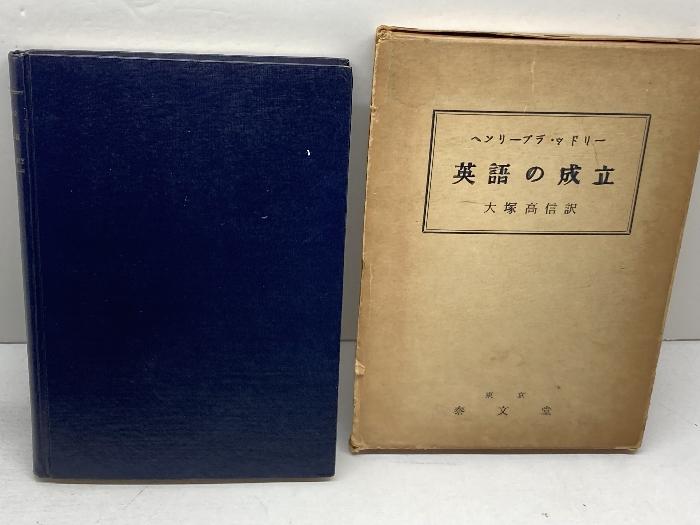 ヘンリーブラ・ッドリー
英語の成立
大塚高信訳
東京
泰文堂